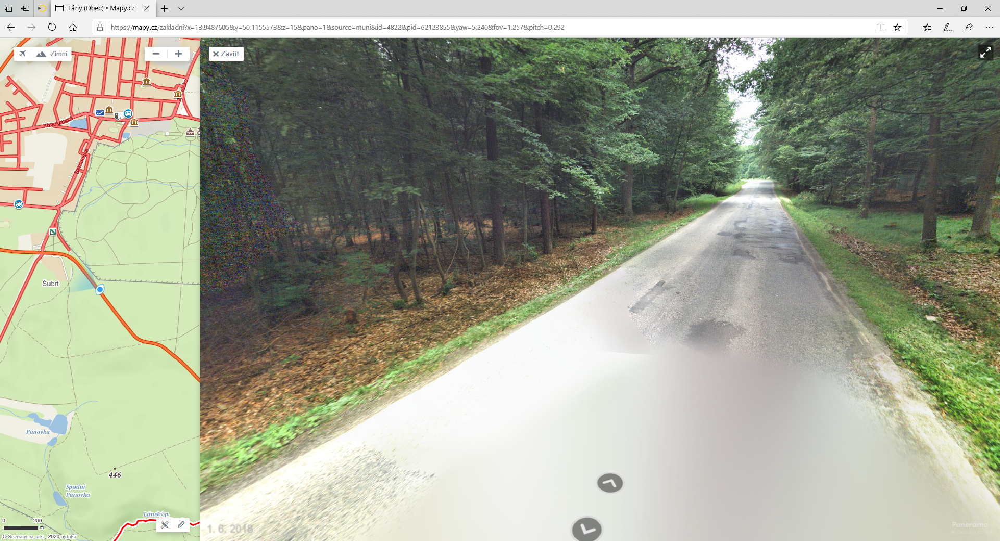 Lány (Obec) • Mapy.cz
https://mapy.cz/zakladni?x=13.9487605&y=50.1155573&z=15&pano=1&source=muni&id=4822&pid=62123855&yaw=5.240&fov=1.257&pitch=0.292
Zimní
Zavřít
Křivoklátská
Berounská
Šubrt
Pánovka
446
Spodní
Pánovka
Lánský p.
0 200
m
© Seznam.cz, a.s., 2020 a další
1. 6. 2018
Panorama
© Seznam.cz, a.s.